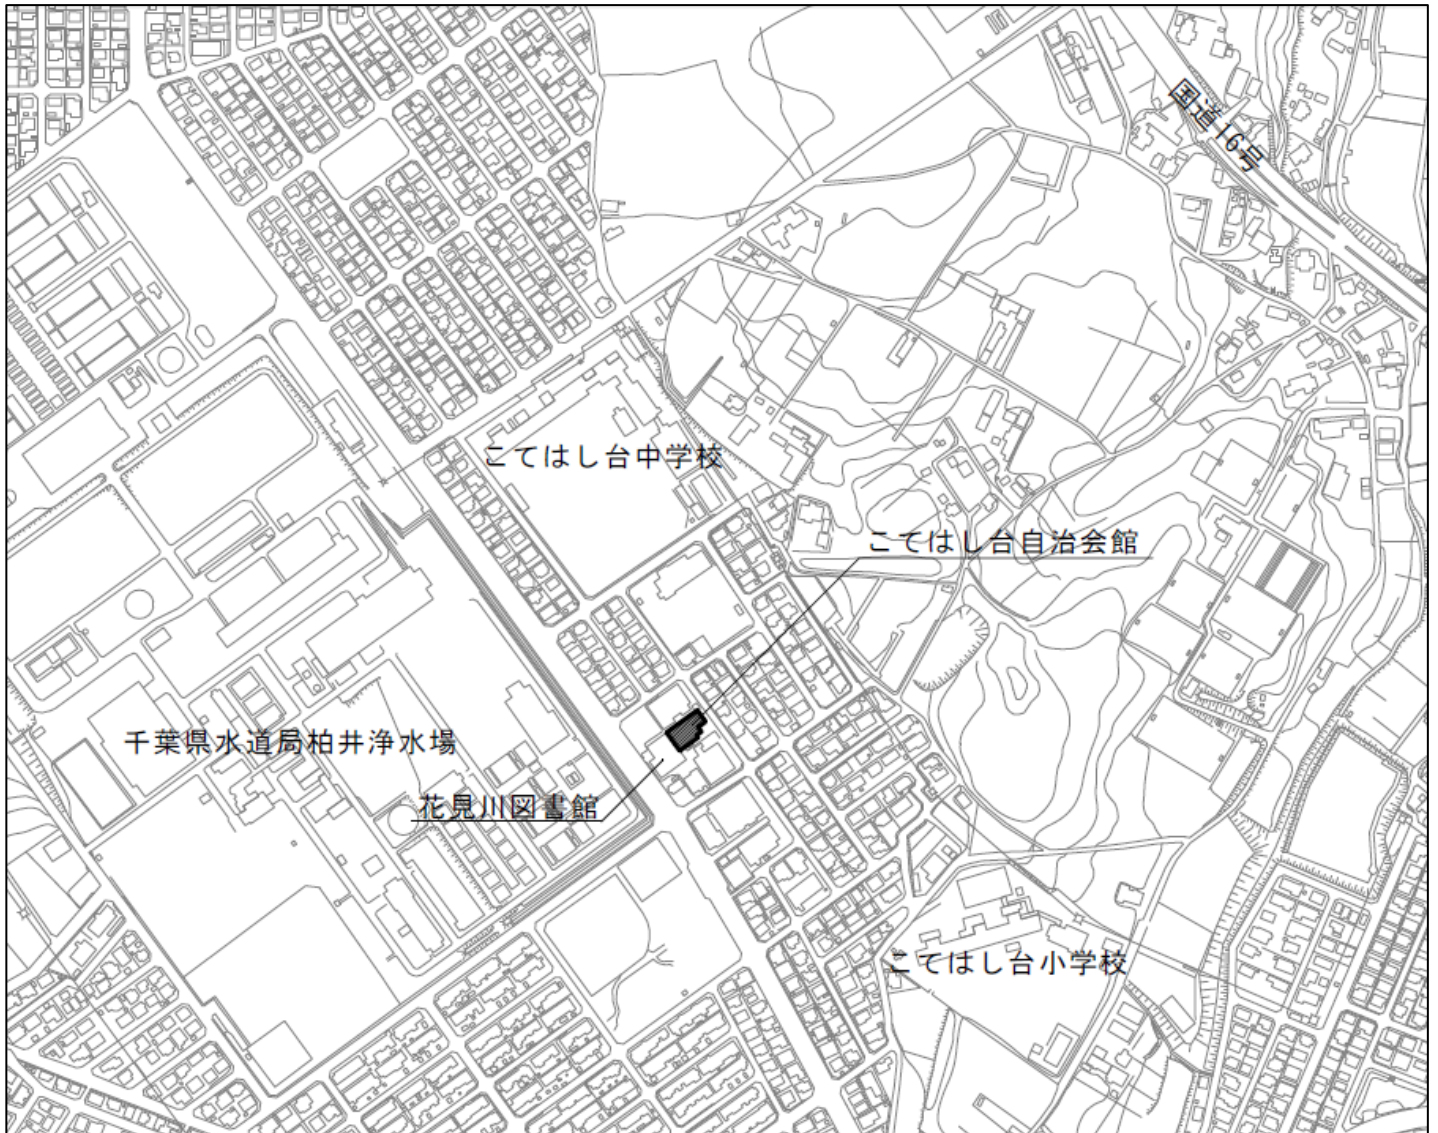 国道16号
こてはし台中学校
こてはし台自治会館
千葉県水道局柏井浄水場
花見川図書館
こてはし台小学校